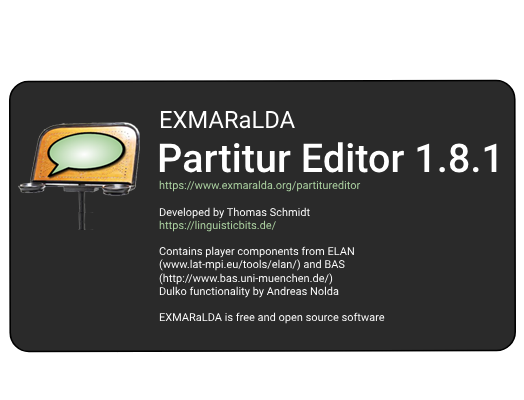 EXMARaLDA
Partitur Editor 1.8.1
https://www.exmaralda.org/partitureditor
Developed by Thomas Schmidt
https://linguisticbits.de/
Contains player components from ELAN
(www.lat-mpi.eu/tools/elan/) and BAS
(http://www.bas.uni-muenchen.de/)
Dulko functionality by Andreas Nolda
EXMARaLDA is free and open source software